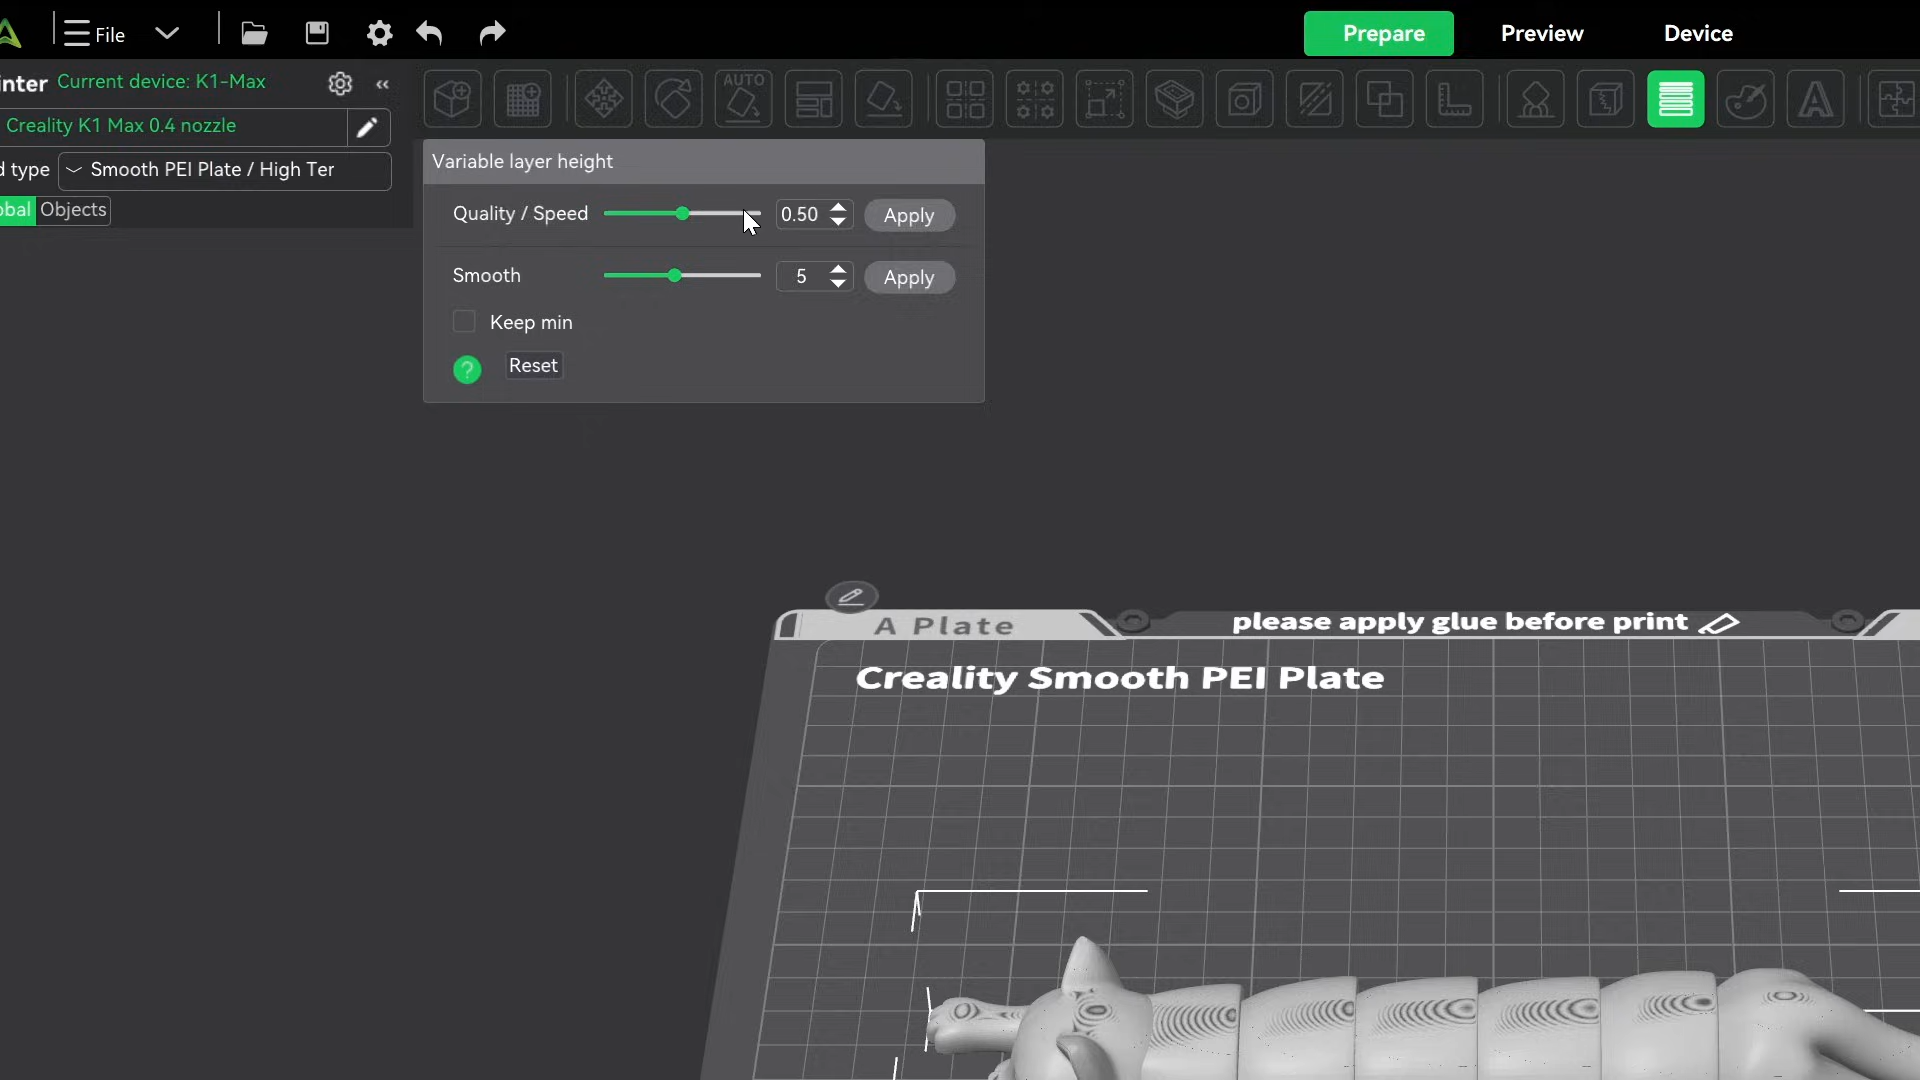 File
Prepare
Preview
Device
inter Current device: K1-Max
Creality K1 Max 0.4 nozzle
d type Smooth PEI Plate / High Ter
obal Objects
AUTO
Variable layer height
Quality / Speed 0.50 Apply
Smooth 5 Apply
Keep min
? Reset
A Plate
please apply glue before print
Creality Smooth PEI Plate